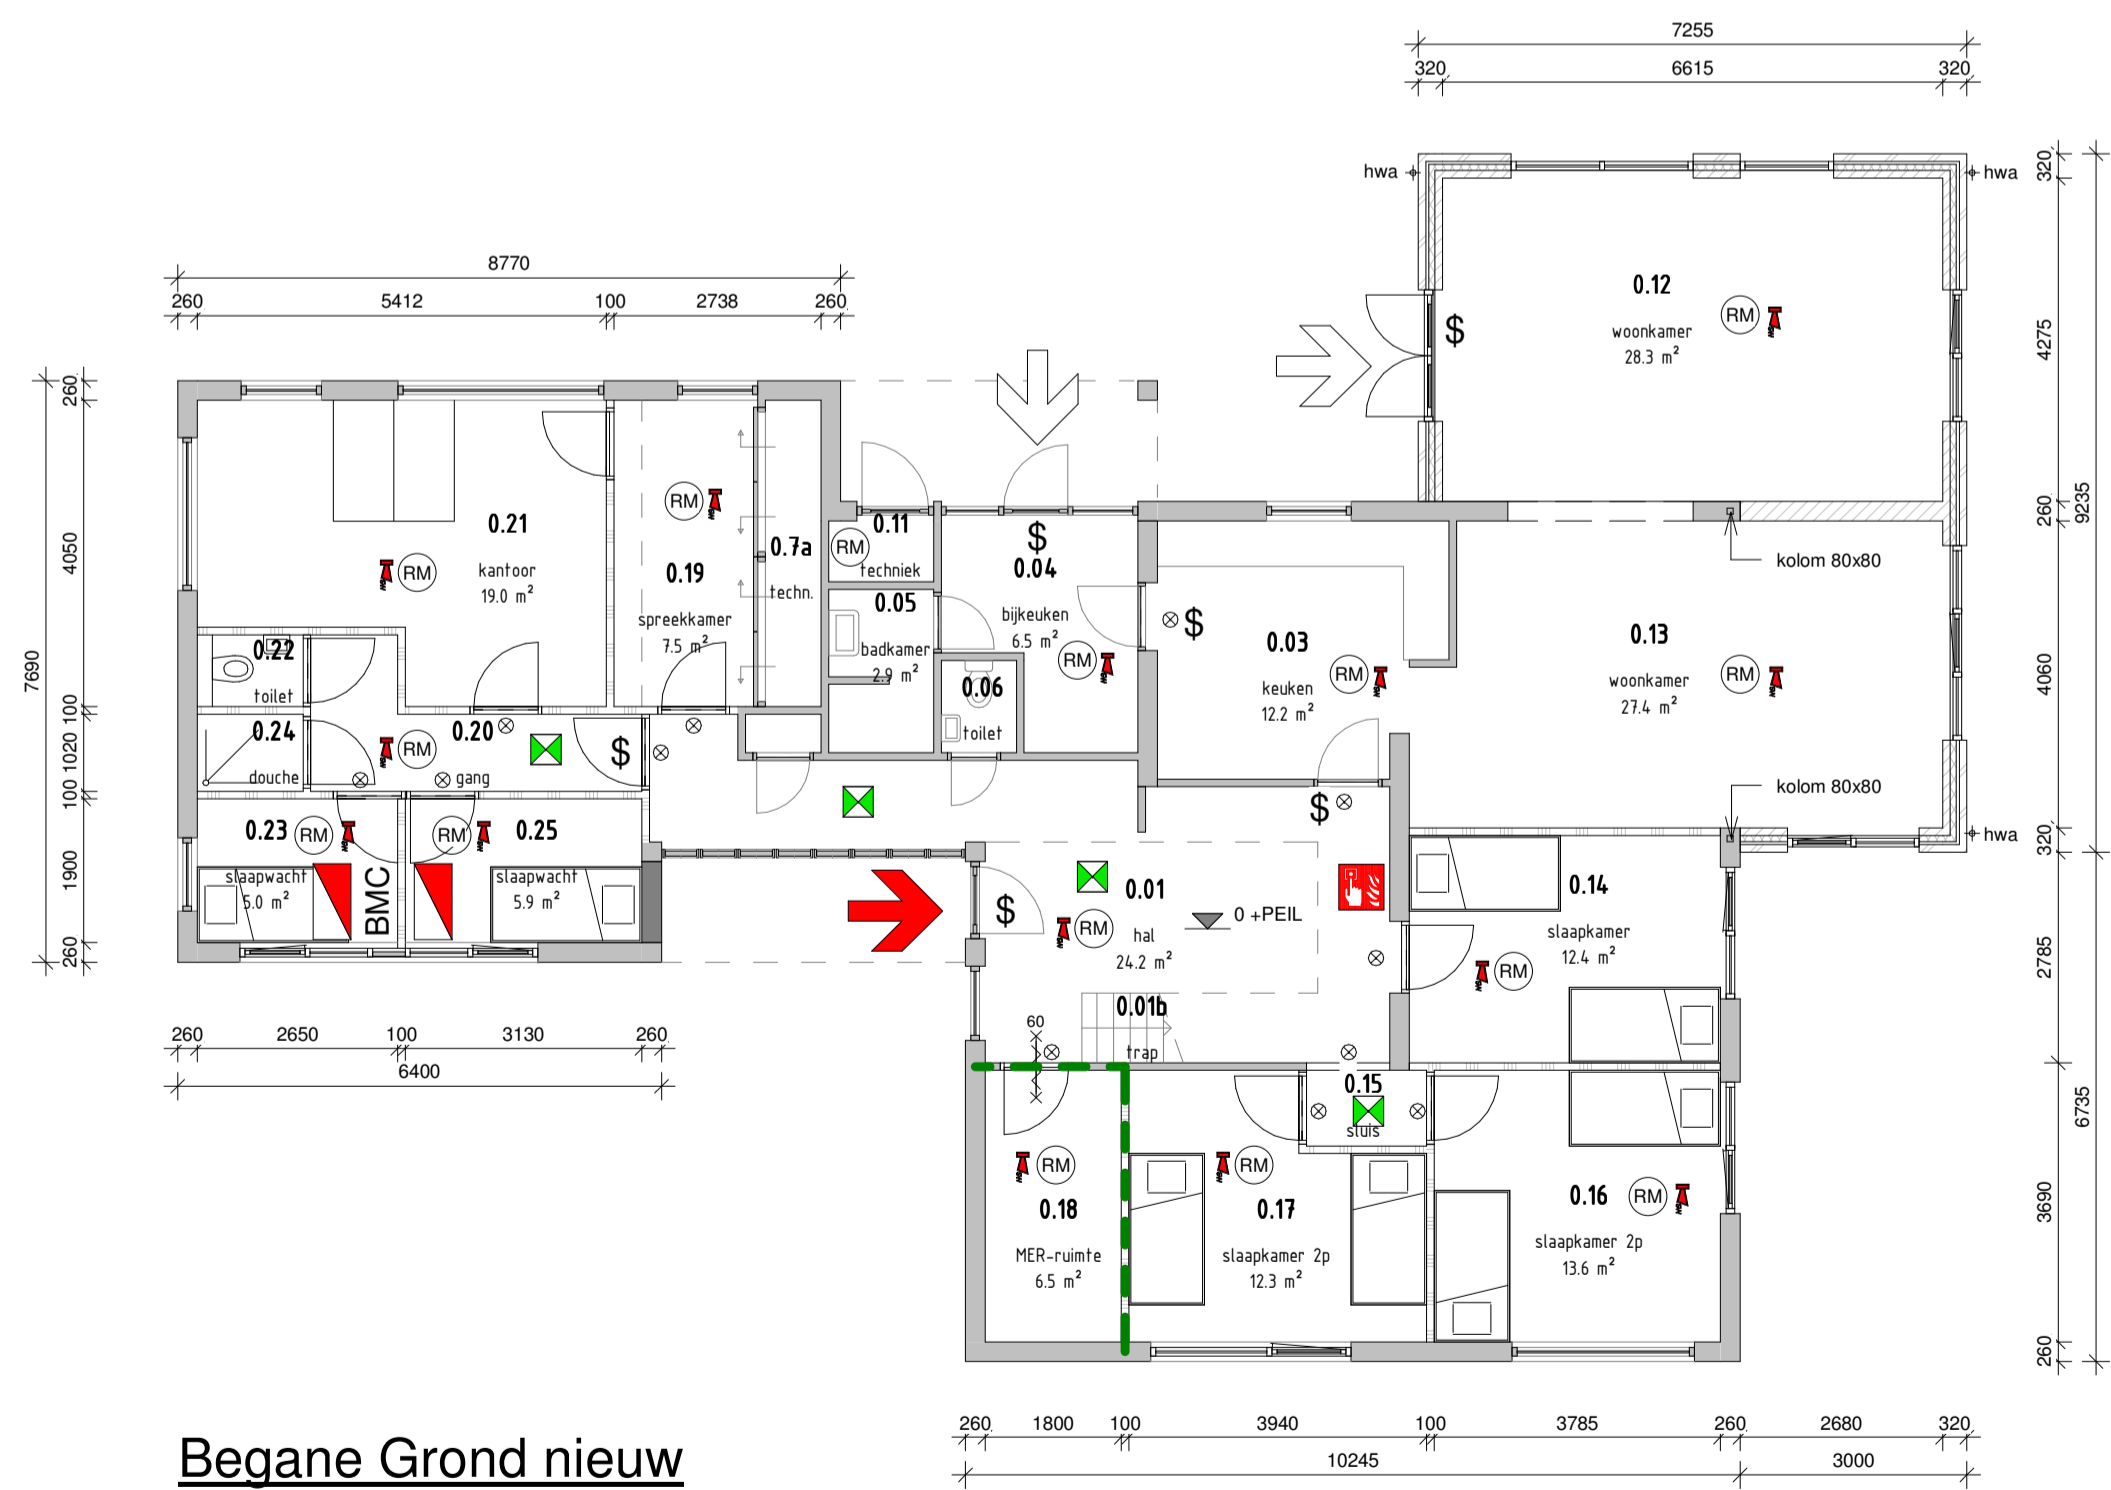 7255
320 6615 320
hwa
hwa
320
0.12
woonkamer
28.3 m²
RM
$
4275
8770
260 5412 100 2738 260
260
260
9235
kolom 80x80
0.21
kantoor
19.0 m²
RM
RM
0.19
spreekkamer
7.5 m²
0.7a
techn.
RM
0.11
techniek
0.05
badkamer
2.9 m²
$
0.04
bijkeuken
6.5 m²
RM
0.06
toilet
$
0.03
keuken
12.2 m²
RM
0.13
woonkamer
27.4 m²
RM
4060
4050
7690
0.22
toilet
100
1020
0.24
douche
RM
0.20
gang
$
100
$
kolom 80x80
hwa
320
0.23
RM
slaapwacht
5.0 m²
BMC
RM
0.25
slaapwacht
5.9 m²
1900
260
$
RM
0.01
hal
24.2 m²
0 +PEIL
0.14
slaapkamer
12.4 m²
RM
2785
260 2650 100 3130 260
6400
60
0.01b
trap
0.15
sluis
RM
0.18
MER-ruimte
6.5 m²
RM
0.17
slaapkamer 2p
12.3 m²
0.16
RM
slaapkamer 2p
13.6 m²
6735
3690
260
260 1800 100 3940 100 3785 260 2680 320
10245 3000
Begane Grond nieuw